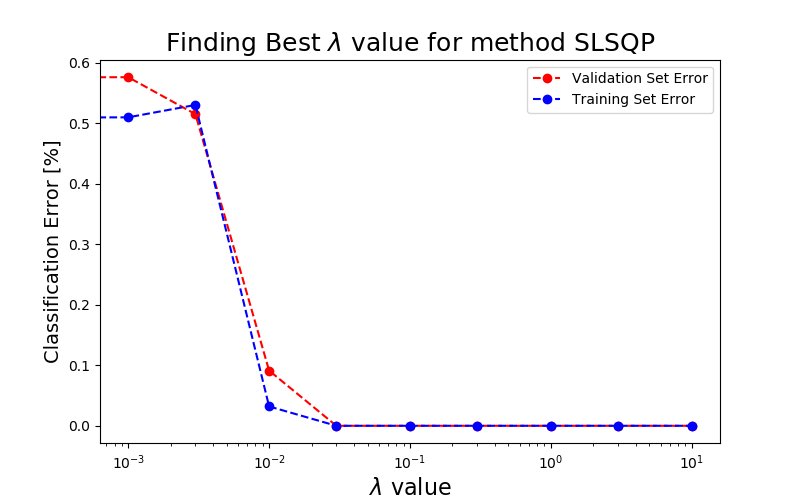 Finding Best λ value for method SLSQP
Validation Set Error
Training Set Error
Classification Error [%]
0.6
0.5
0.4
0.3
0.2
0.1
0.0
10⁻³ 10⁻² 10⁻¹ 10⁰ 10¹
λ value